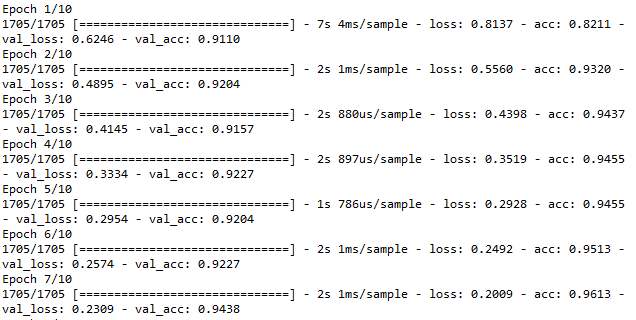 Epoch 1/10
1705/1705 [==============================] - 7s 4ms/sample - loss: 0.8137 - acc: 0.8211 -
val_loss: 0.6246 - val_acc: 0.9110
Epoch 2/10
1705/1705 [==============================] - 2s 1ms/sample - loss: 0.5560 - acc: 0.9320 -
val_loss: 0.4895 - val_acc: 0.9204
Epoch 3/10
1705/1705 [==============================] - 2s 880us/sample - loss: 0.4398 - acc: 0.9437
- val_loss: 0.4145 - val_acc: 0.9157
Epoch 4/10
1705/1705 [==============================] - 2s 897us/sample - loss: 0.3519 - acc: 0.9455
- val_loss: 0.3334 - val_acc: 0.9227
Epoch 5/10
1705/1705 [==============================] - 1s 786us/sample - loss: 0.2928 - acc: 0.9455
- val_loss: 0.2954 - val_acc: 0.9204
Epoch 6/10
1705/1705 [==============================] - 2s 1ms/sample - loss: 0.2492 - acc: 0.9513 -
val_loss: 0.2574 - val_acc: 0.9227
Epoch 7/10
1705/1705 [==============================] - 2s 1ms/sample - loss: 0.2009 - acc: 0.9613 -
val_loss: 0.2309 - val_acc: 0.9438